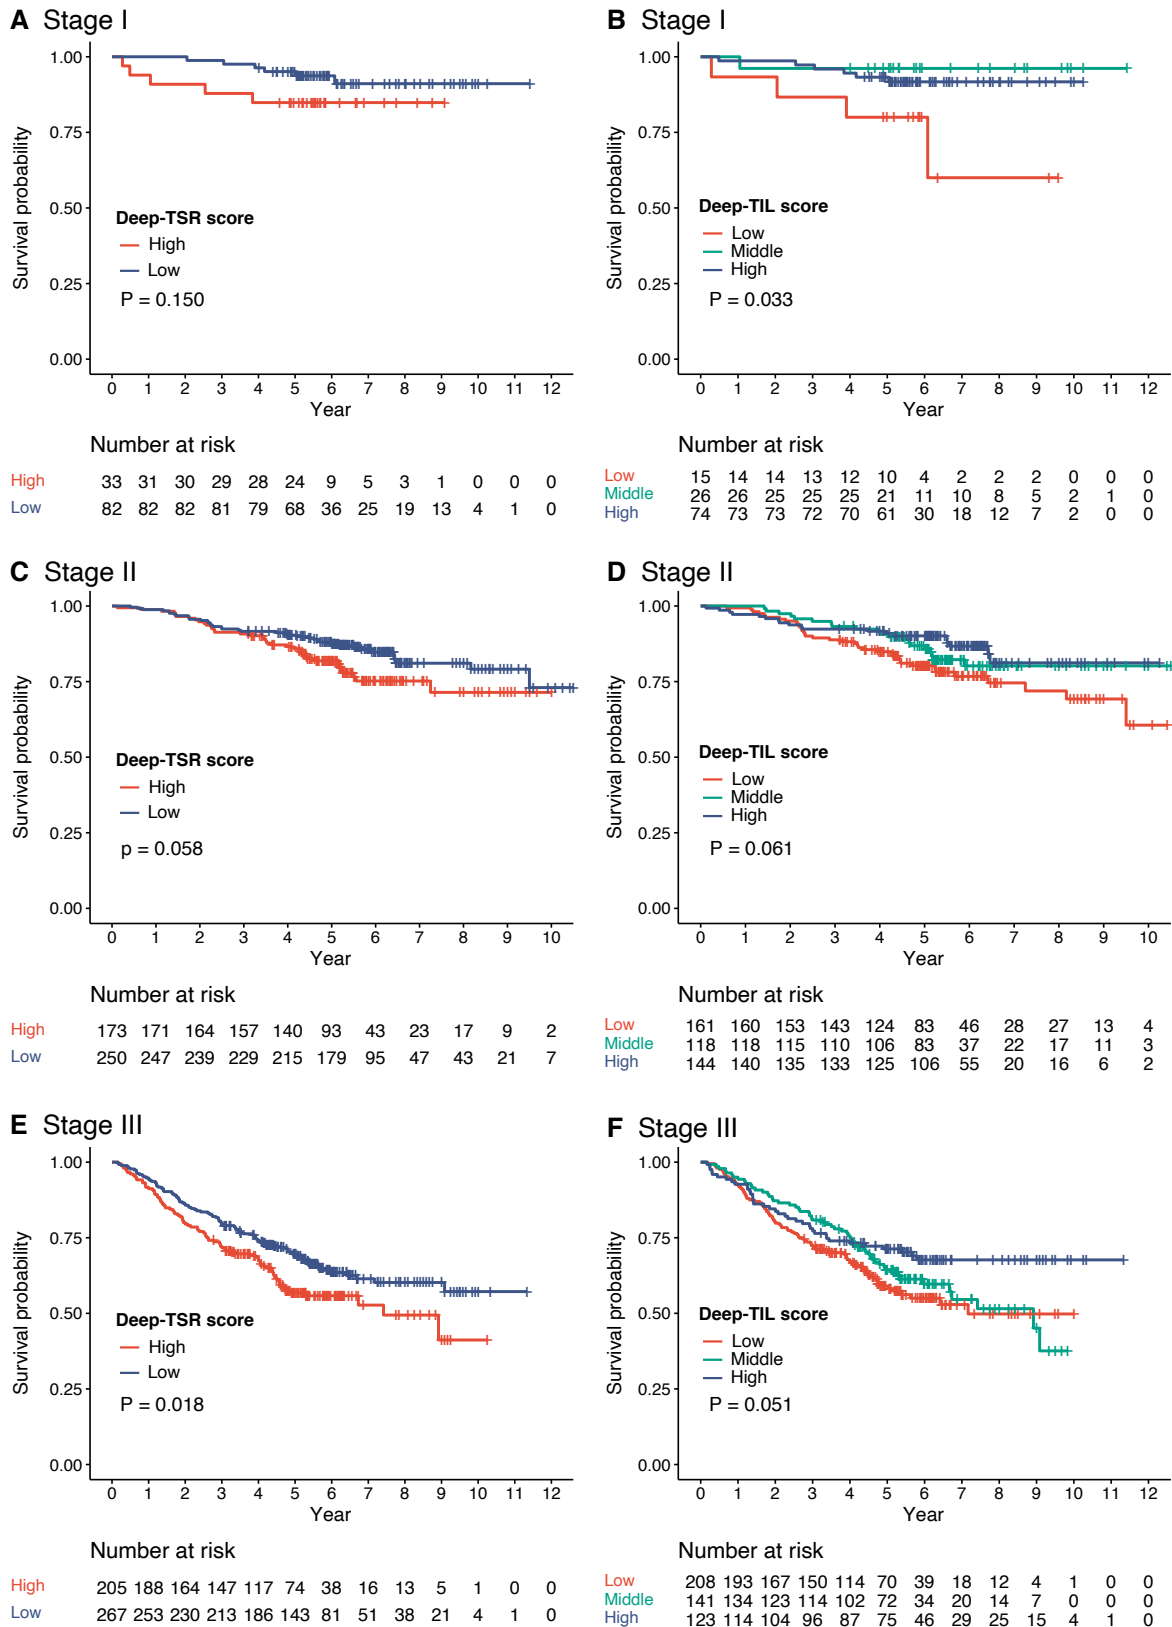 A Stage I
1.00
0.75
0.50
0.25
0.00
Survival probability
Deep-TSR score
High
Low
P = 0.150
0 1 2 3 4 5 6 7 8 9 10 11 12
Year
Number at risk
High 33 31 30 29 28 24 9 5 3 1 0 0 0
Low 82 82 82 81 79 68 36 25 19 13 4 1 0
B Stage I
1.00
0.75
0.50
0.25
0.00
Survival probability
Deep-TIL score
Low
Middle
High
P = 0.033
0 1 2 3 4 5 6 7 8 9 10 11 12
Year
Number at risk
Low 15 14 14 13 12 10 4 2 2 2 0 0 0
Middle 26 26 25 25 25 21 11 10 8 5 2 1 0
High 74 73 73 72 70 61 30 18 12 7 2 0 0
C Stage II
1.00
0.75
0.50
0.25
0.00
Survival probability
Deep-TSR score
High
Low
p = 0.058
0 1 2 3 4 5 6 7 8 9 10
Year
Number at risk
High 173 171 164 157 140 93 43 23 17 9 2
Low 250 247 239 229 215 179 95 47 43 21 7
D Stage II
1.00
0.75
0.50
0.25
0.00
Survival probability
Deep-TIL score
Low
Middle
High
P = 0.061
0 1 2 3 4 5 6 7 8 9 10
Year
Number at risk
Low 161 160 153 143 124 83 46 28 27 13 4
Middle 118 118 115 110 106 83 37 22 17 11 3
High 144 140 135 133 125 106 55 20 16 6 2
E Stage III
1.00
0.75
0.50
0.25
0.00
Survival probability
Deep-TSR score
High
Low
P = 0.018
0 1 2 3 4 5 6 7 8 9 10 11 12
Year
Number at risk
High 205 188 164 147 117 74 38 16 13 5 1 0 0
Low 267 253 230 213 186 143 81 51 38 21 4 1 0
F Stage III
1.00
0.75
0.50
0.25
0.00
Survival probability
Deep-TIL score
Low
Middle
High
P = 0.051
0 1 2 3 4 5 6 7 8 9 10 11 12
Year
Number at risk
Low 208 193 167 150 114 70 39 18 12 4 1 0 0
Middle 141 134 123 114 102 72 34 20 14 7 0 0 0
High 123 114 104 96 87 75 46 29 25 15 4 1 0